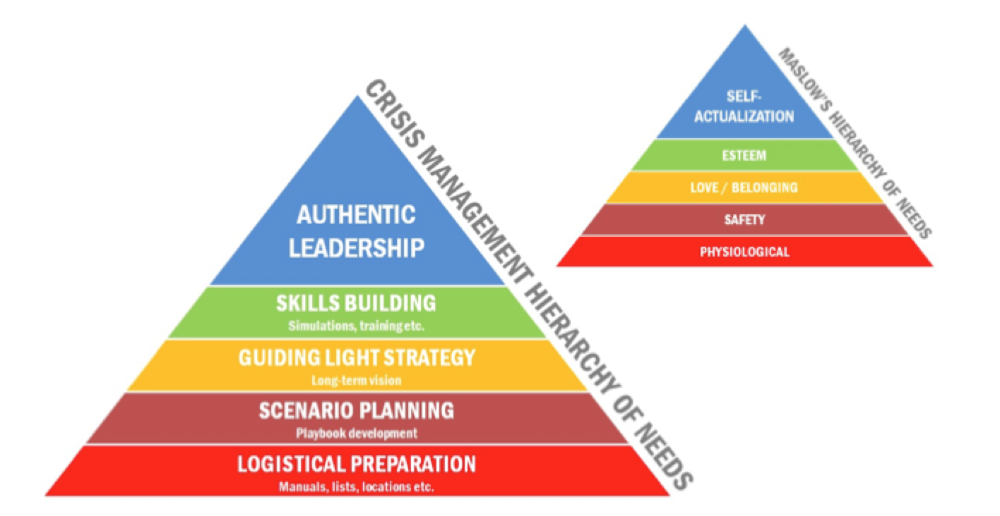 CRISIS MANAGEMENT HIERARCHY OF NEEDS
AUTHENTIC
LEADERSHIP
SKILLS BUILDING
Simulations, training etc.
GUIDING LIGHT STRATEGY
Long-term vision
SCENARIO PLANNING
Playbook development
LOGISTICAL PREPARATION
Manuals, lists, locations etc.
MASLOW'S HIERARCHY OF NEEDS
SELF-
ACTUALIZATION
ESTEEM
LOVE / BELONGING
SAFETY
PHYSIOLOGICAL